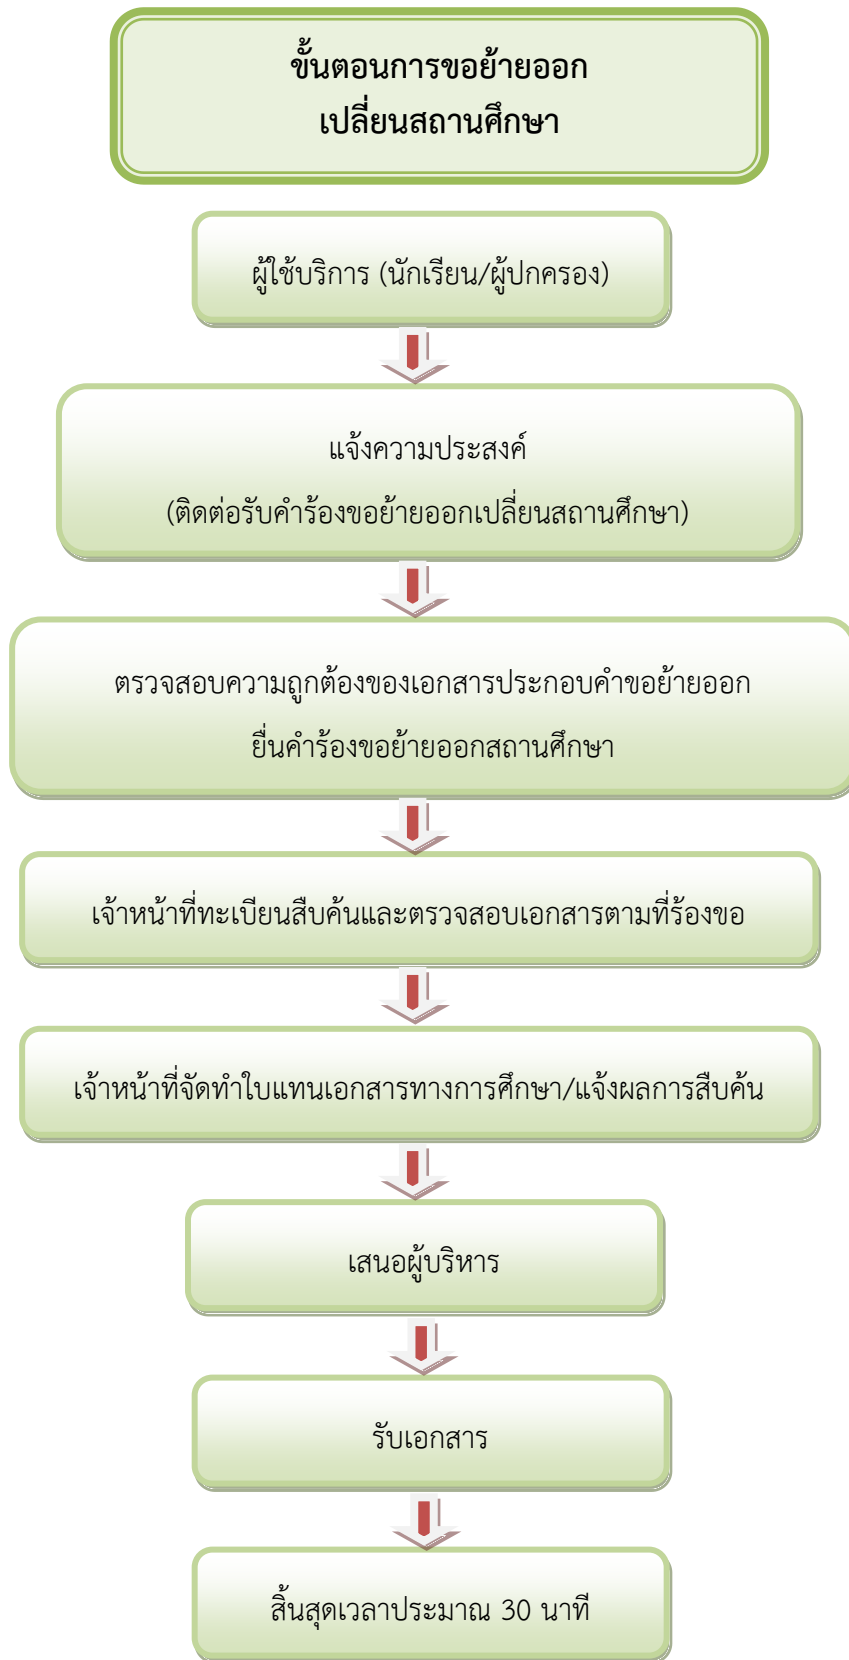 ขั้นตอนการขอย้ายออก
เปลี่ยนสถานศึกษา
ผู้ใช้บริการ (นักเรียน/ผู้ปกครอง)
แจ้งความประสงค์
(ติดต่อรับคำร้องขอย้ายออกเปลี่ยนสถานศึกษา)
ตรวจสอบความถูกต้องของเอกสารประกอบคำขอย้ายออก
ยื่นคำร้องขอย้ายออกสถานศึกษา
เจ้าหน้าที่ทะเบียนสืบค้นและตรวจสอบเอกสารตามที่ร้องขอ
เจ้าหน้าที่จัดทำใบแทนเอกสารทางการศึกษา/แจ้งผลการสืบค้น
เสนอผู้บริหาร
รับเอกสาร
สิ้นสุดเวลาประมาณ 30 นาที